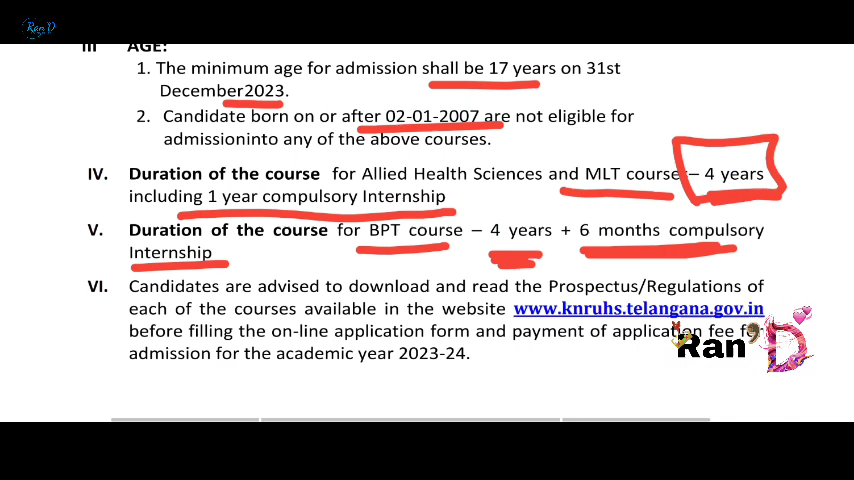 Ran D
III AGE:
1. The minimum age for admission shall be 17 years on 31st
December2023.
2. Candidate born on or after 02-01-2007 are not eligible for
admissioninto any of the above courses.
IV. Duration of the course for Allied Health Sciences and MLT course – 4 years
including 1 year compulsory Internship
V. Duration of the course for BPT course – 4 years + 6 months compulsory
Internship
VI. Candidates are advised to download and read the Prospectus/Regulations of
each of the courses available in the website www.knruhs.telangana.gov.in
before filling the on-line application form and payment of application fee for
admission for the academic year 2023-24.
Ran'D